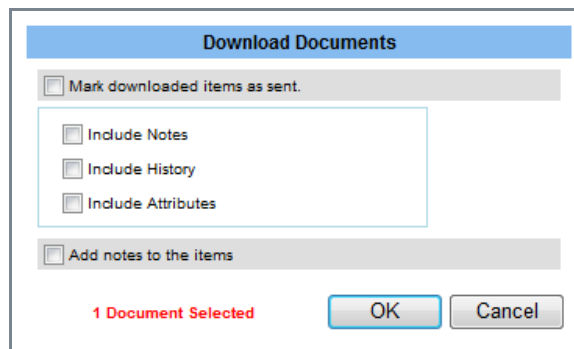 Download Documents
Mark downloaded items as sent.
Include Notes
Include History
Include Attributes
Add notes to the items
1 Document Selected OK Cancel